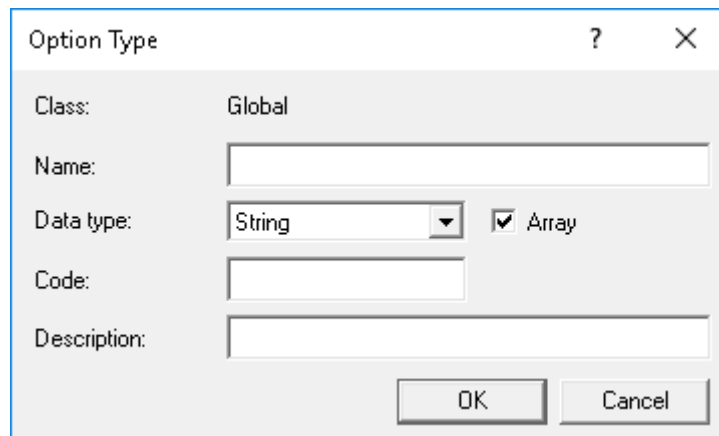 Option Type ?
Class: Global
Name:
Data type: String Array
Code:
Description:
OK Cancel